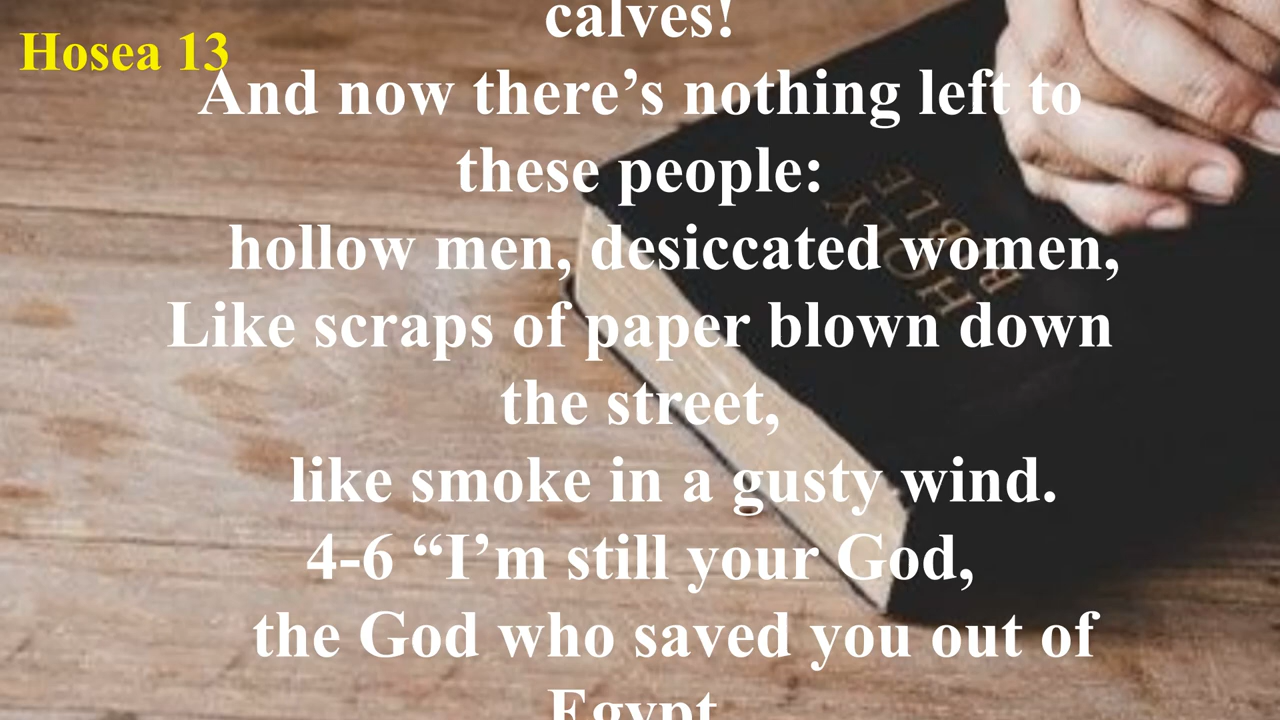 calves!
Hosea 13
And now there’s nothing left to
these people:
hollow men, desiccated women,
Like scraps of paper blown down
the street,
like smoke in a gusty wind.
4-6 “I’m still your God,
the God who saved you out of
Egypt
HOLY
BIBLE